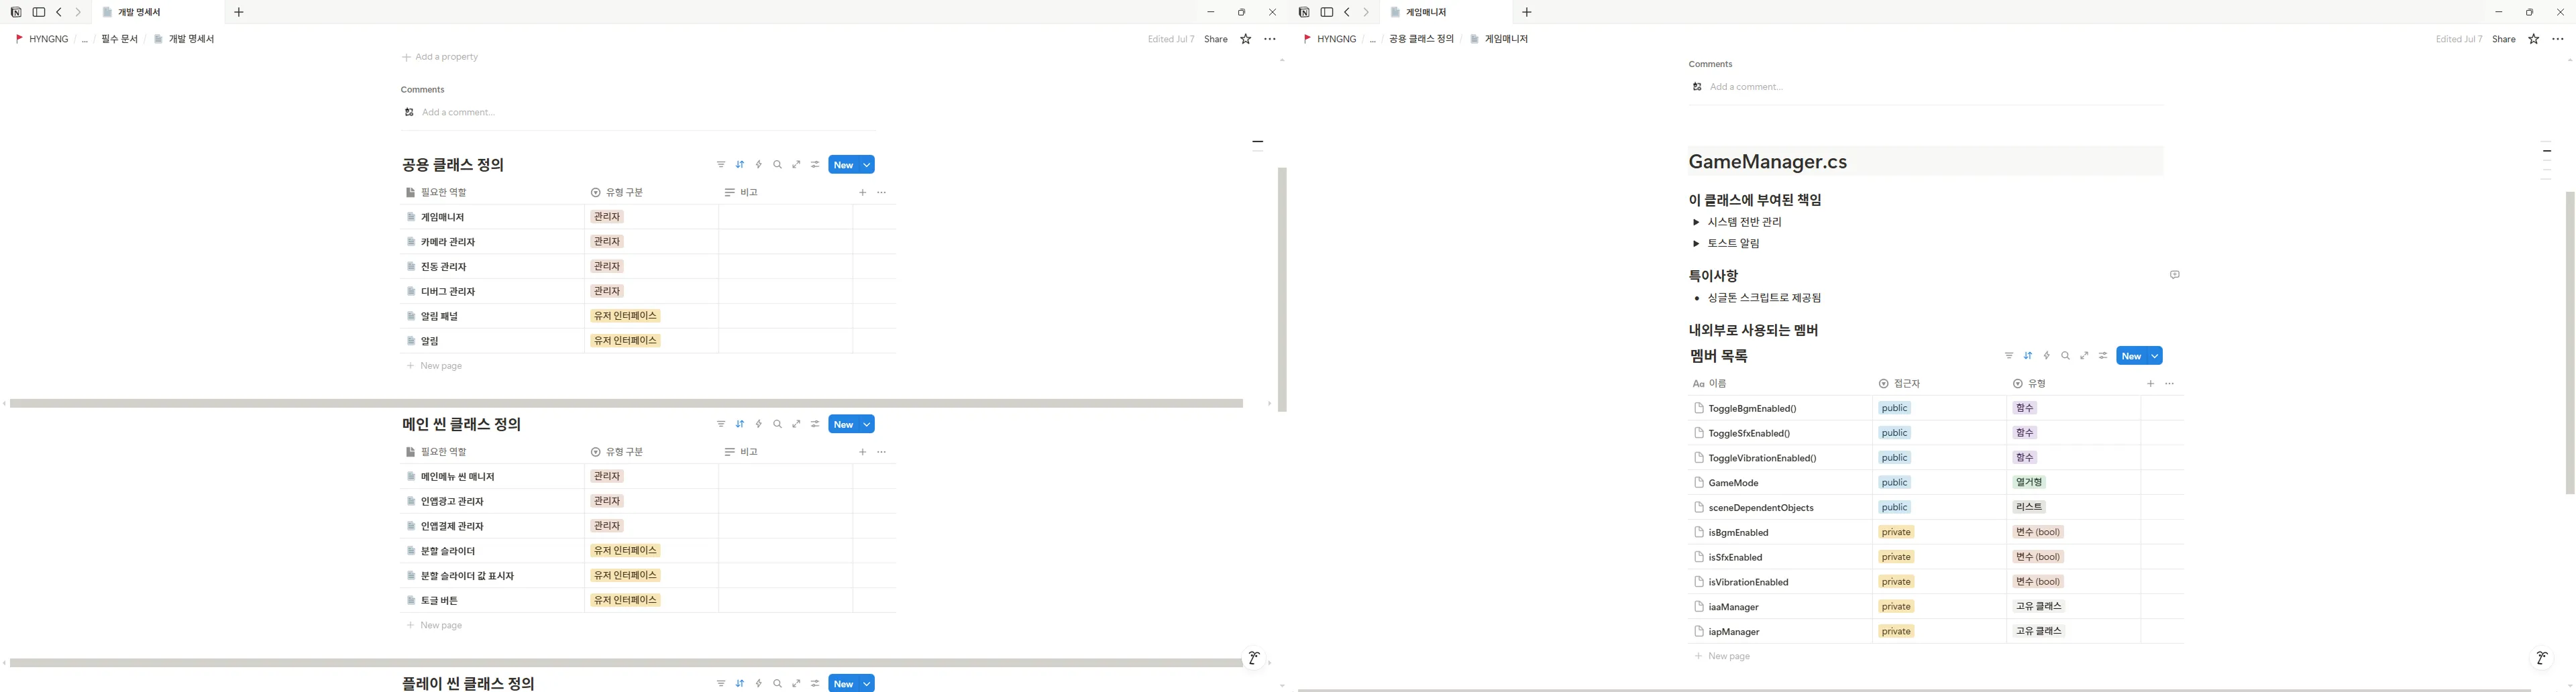 개발 명세서
HYNGNG / ... / 필수 문서 / 개발 명세서
Edited Jul 7 Share
+ Add a property
Comments
Add a comment...
공용 클래스 정의
New
필요한 역할 유형 구분 비고
게임매니저 관리자
카메라 관리자 관리자
진동 관리자 관리자
디버그 관리자 관리자
알림 패널 유저 인터페이스
알림 유저 인터페이스
+ New page
메인 씬 클래스 정의
New
필요한 역할 유형 구분 비고
메인메뉴 씬 매니저 관리자
인앱광고 관리자 관리자
인앱결제 관리자 관리자
분할 슬라이더 유저 인터페이스
분할 슬라이더 값 표시자 유저 인터페이스
토글 버튼 유저 인터페이스
+ New page
플레이 씬 클래스 정의
New
게임매니저
HYNGNG / ... / 공용 클래스 정의 / 게임매니저
Edited Jul 7 Share
Comments
Add a comment...
GameManager.cs
이 클래스에 부여된 책임
시스템 전반 관리
토스트 알림
특이사항
• 싱글톤 스크립트로 제공됨
내외부로 사용되는 멤버
멤버 목록
New
Aa 이름 접근자 유형
ToggleBgmEnabled() public 함수
ToggleSfxEnabled() public 함수
ToggleVibrationEnabled() public 함수
GameMode public 열거형
sceneDependentObjects public 리스트
isBgmEnabled private 변수 (bool)
isSfxEnabled private 변수 (bool)
isVibrationEnabled private 변수 (bool)
iaaManager private 고유 클래스
iapManager private 고유 클래스
+ New page